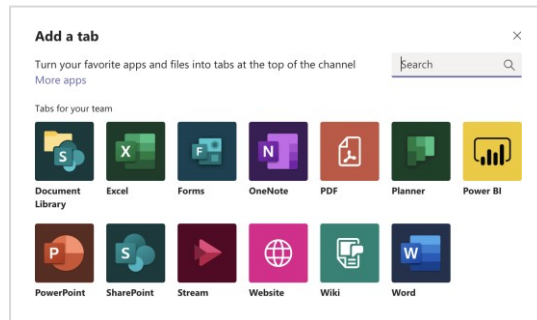 Add a tab
Turn your favorite apps and files into tabs at the top of the channel
Search
More apps
Tabs for your team
S X F N
Document Library Excel Forms OneNote PDF Planner Power BI
P S W
PowerPoint SharePoint Stream Website Wiki Word